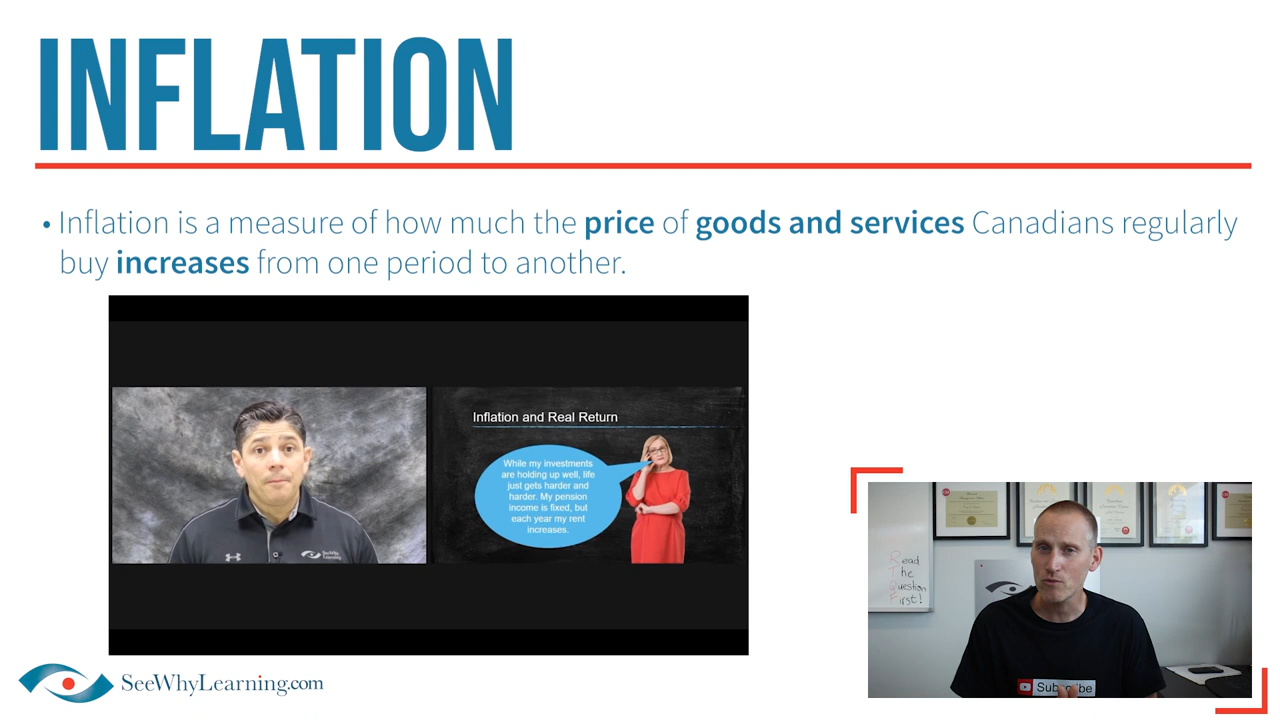 INFLATION
• Inflation is a measure of how much the price of goods and services Canadians regularly
buy increases from one period to another.
Inflation and Real Return
While my investments
are holding up well, life
just gets harder and
harder. My pension
income is fixed, but
each year my rent
increases.
SeeWhy
Learning
Read
The
Question
First!
Subscribe
SeeWhyLearning.com